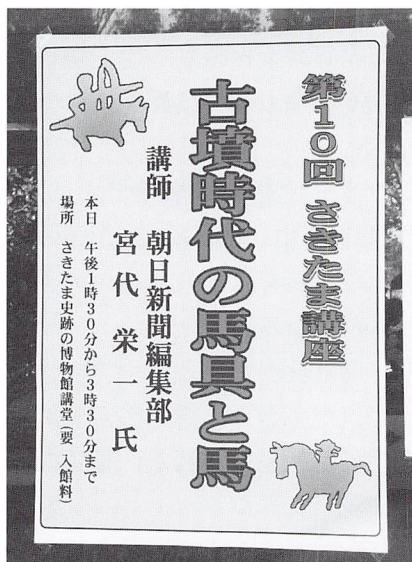 第10回 さきたま講座
古墳時代の馬具と馬
講師 朝日新聞編集部
宮代 栄一 氏
本日 午後1時30分から3時30分まで
場所 さきたま史跡の博物館講堂(要 入館料)